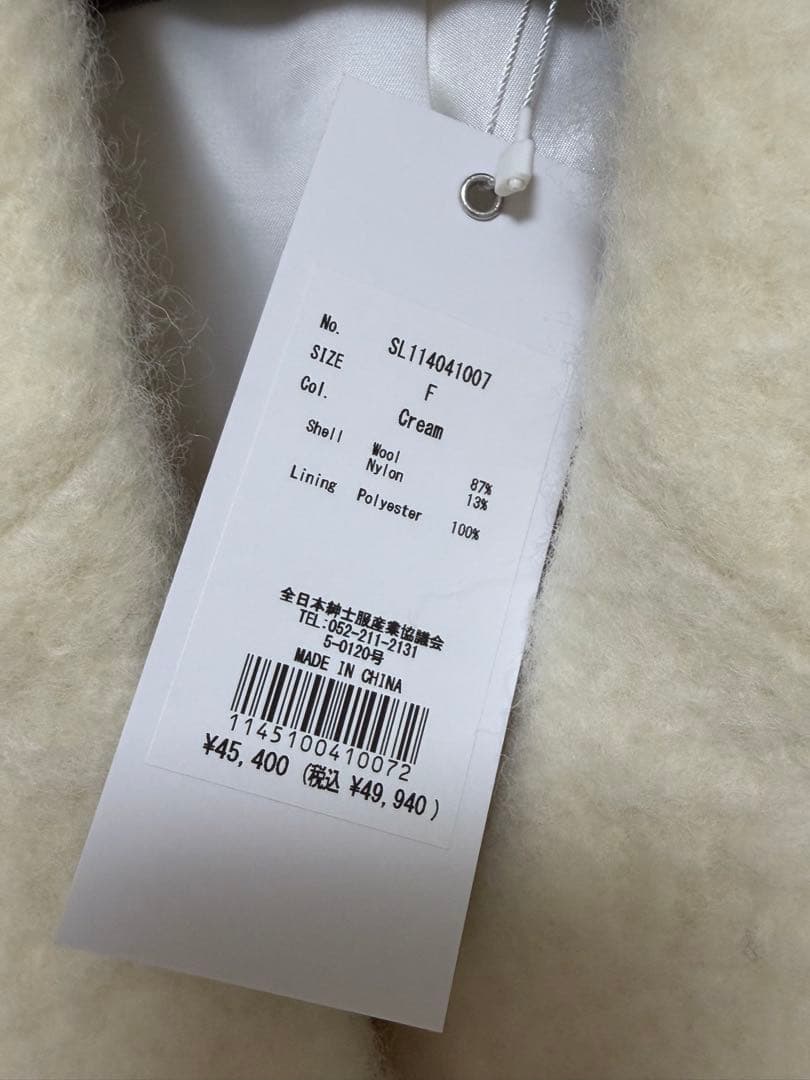 No. SL114041007
SIZE F
Col. Cream
Shell Wool 87%
Nylon 13%
Lining Polyester 100%
全日本紳士服産業協議会
TEL:052-211-2131
5-0120号
MADE IN CHINA
1145100410072
¥45,400 (税込 ¥49,940)